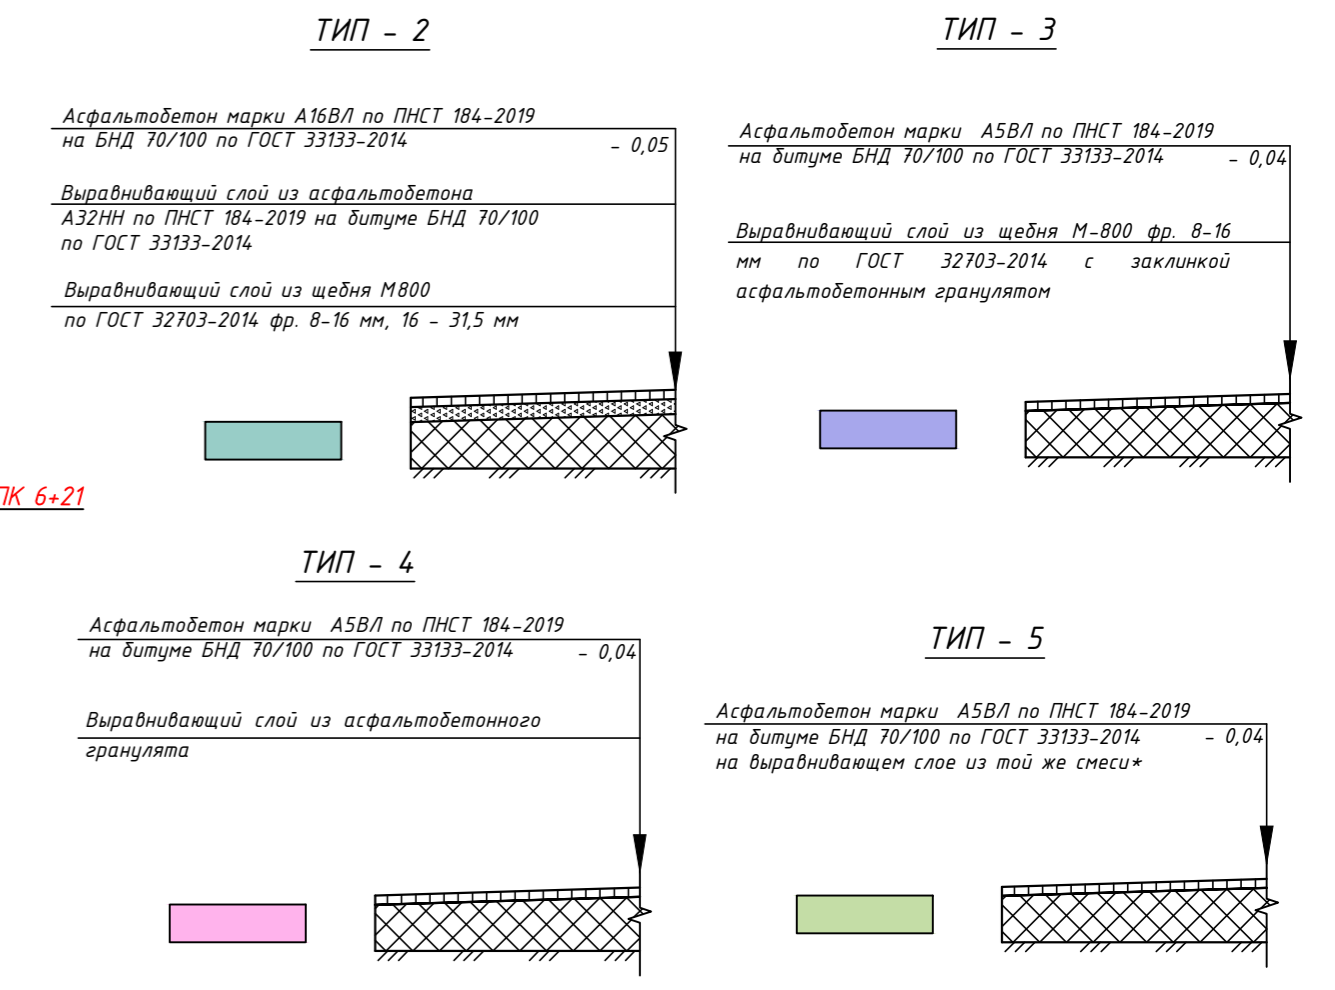 ТИП - 2
Асфальтобетон марки А16ВЛ по ПНСТ 184-2019
на БНД 70/100 по ГОСТ 33133-2014 - 0,05
Выравнивающий слой из асфальтобетона
А32НН по ПНСТ 184-2019 на битуме БНД 70/100
по ГОСТ 33133-2014
Выравнивающий слой из щебня М800
по ГОСТ 32703-2014 фр. 8-16 мм, 16 - 31,5 мм
ТИП - 3
Асфальтобетон марки А5ВЛ по ПНСТ 184-2019
на битуме БНД 70/100 по ГОСТ 33133-2014 - 0,04
Выравнивающий слой из щебня М-800 фр. 8-16
мм по ГОСТ 32703-2014 с заклинкой
асфальтобетонным гранулятом
ПК 6+21
ТИП - 4
Асфальтобетон марки А5ВЛ по ПНСТ 184-2019
на битуме БНД 70/100 по ГОСТ 33133-2014 - 0,04
Выравнивающий слой из асфальтобетонного
гранулята
ТИП - 5
Асфальтобетон марки А5ВЛ по ПНСТ 184-2019
на битуме БНД 70/100 по ГОСТ 33133-2014 - 0,04
на выравнивающем слое из той же смеси*